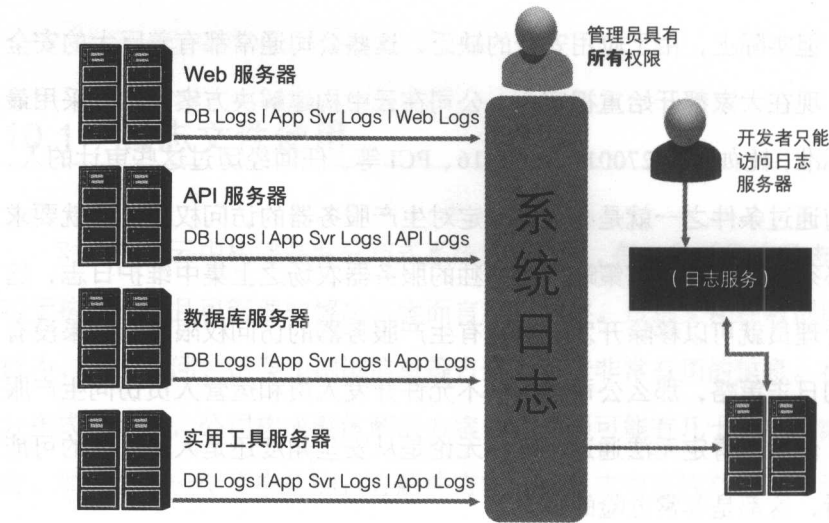 管理员具有
所有权限
Web 服务器
DB Logs | App Svr Logs | Web Logs
API 服务器
DB Logs | App Svr Logs | API Logs
数据库服务器
DB Logs | App Svr Logs | App Logs
实用工具服务器
DB Logs | App Svr Logs | App Logs
系统日志
开发者只能
访问日志
服务器
(日志服务)